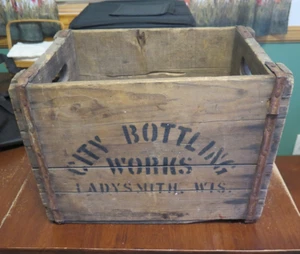 CITY BOTTLING
WORKS
LADYSMITH, WIS.